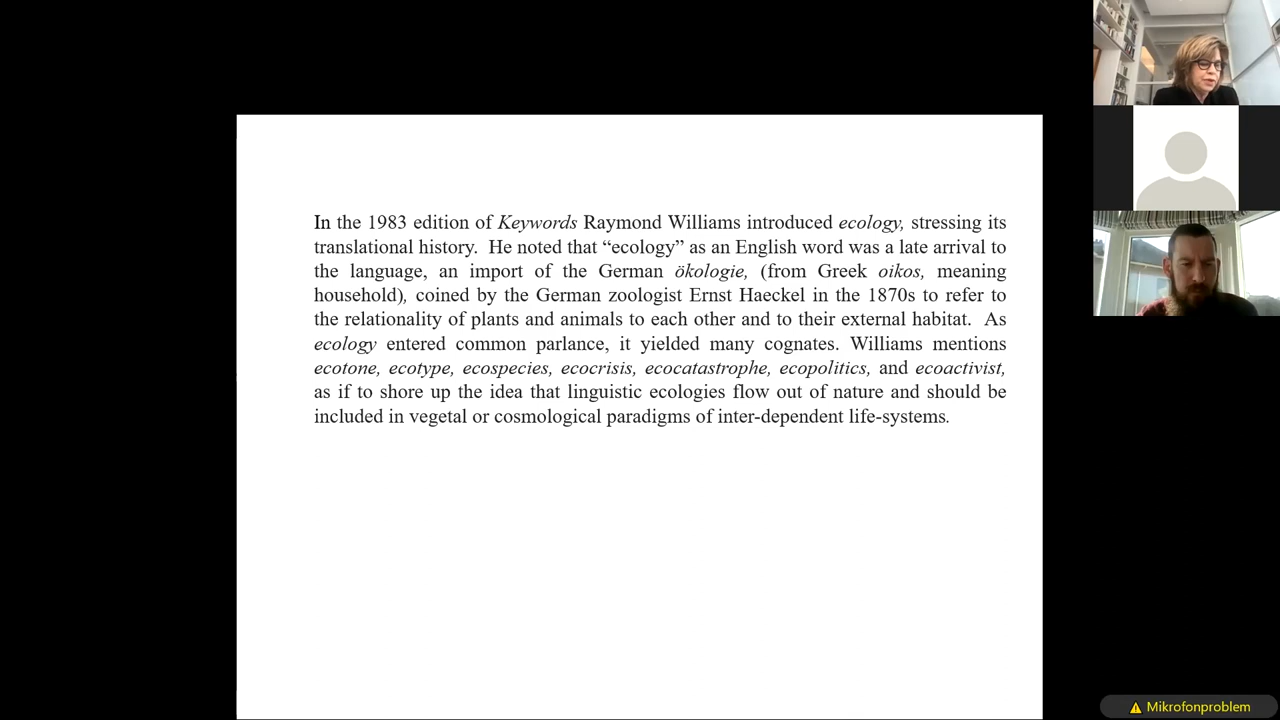 In the 1983 edition of Keywords Raymond Williams introduced ecology, stressing its
translational history.  He noted that “ecology” as an English word was a late arrival to
the language, an import of the German ökologie, (from Greek oikos, meaning
household), coined by the German zoologist Ernst Haeckel in the 1870s to refer to
the relationality of plants and animals to each other and to their external habitat.  As
ecology entered common parlance, it yielded many cognates. Williams mentions
ecotone, ecotype, ecospecies, ecocrisis, ecocatastrophe, ecopolitics, and ecoactivist,
as if to shore up the idea that linguistic ecologies flow out of nature and should be
included in vegetal or cosmological paradigms of inter-dependent life-systems.
Mikrofonproblem